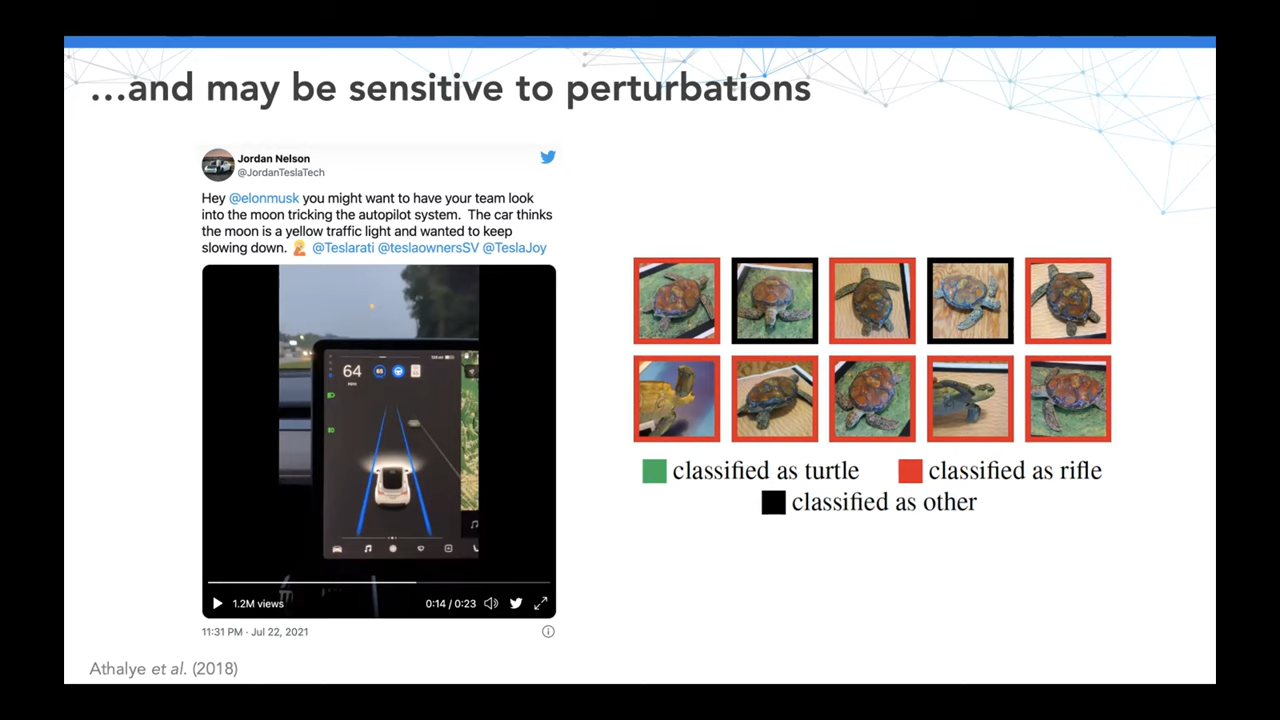 ...and may be sensitive to perturbations
Jordan Nelson
@JordanTeslaTech
Hey @elonmusk you might want to have your team look
into the moon tricking the autopilot system. The car thinks
the moon is a yellow traffic light and wanted to keep
slowing down. @Teslarati @teslaownersSV @TeslaJoy
64
65
1.2M views
0:14 / 0:23
11:31 PM · Jul 22, 2021
classified as turtle
classified as rifle
classified as other
Athalye et al. (2018)